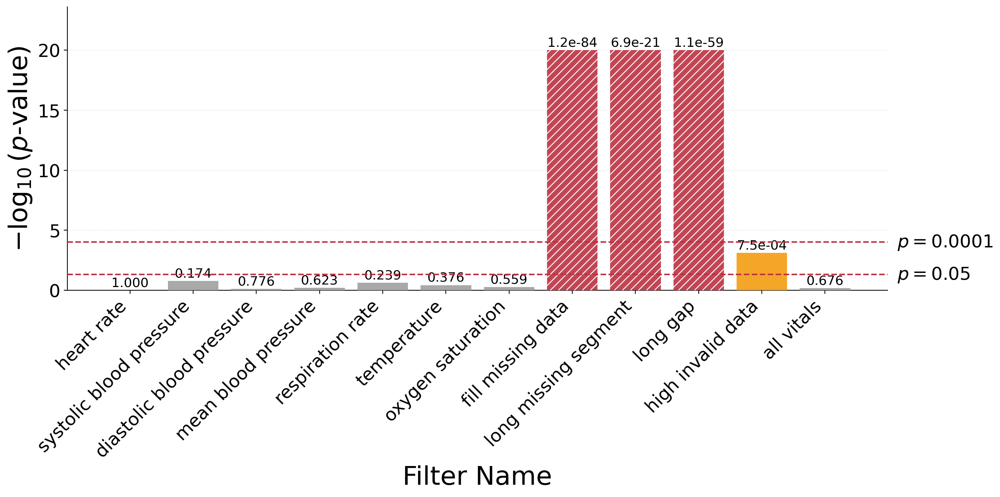 −log₁₀ (p-value)
20
15
10
5
0
1.2e-84
6.9e-21
1.1e-59
7.5e-04
1.000
0.174
0.776
0.623
0.239
0.376
0.559
0.676
p = 0.0001
p = 0.05
heart rate
systolic blood pressure
diastolic blood pressure
mean blood pressure
respiration rate
temperature
oxygen saturation
fill missing data
long missing segment
long gap
high invalid data
all vitals
Filter Name